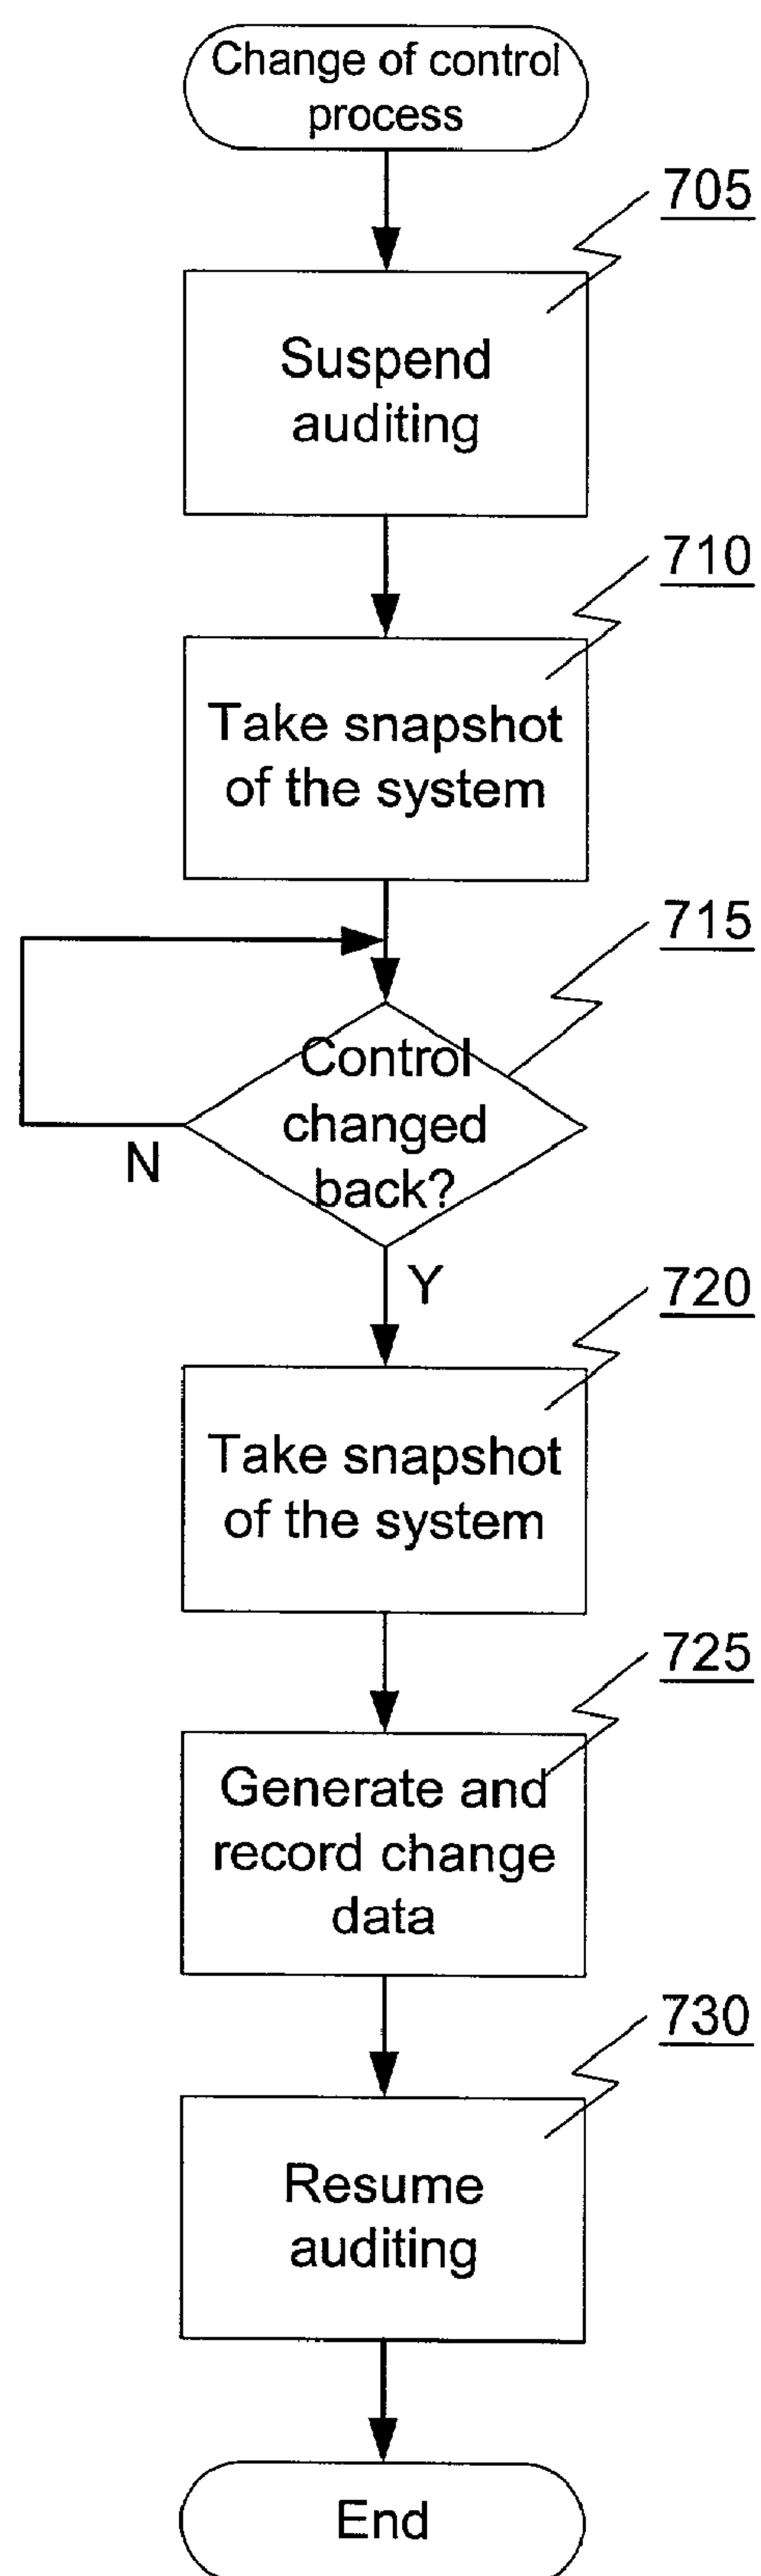 Change of control
process
705
Suspend
auditing
710
Take snapshot
of the system
715
Control
changed
back?
N
Y
720
Take snapshot
of the system
725
Generate and
record change
data
730
Resume
auditing
End